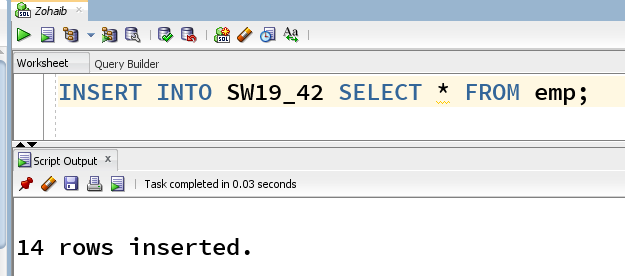 Zohaib
Worksheet Query Builder
INSERT INTO SW19_42 SELECT * FROM emp;
Script Output x
Task completed in 0.03 seconds
14 rows inserted.